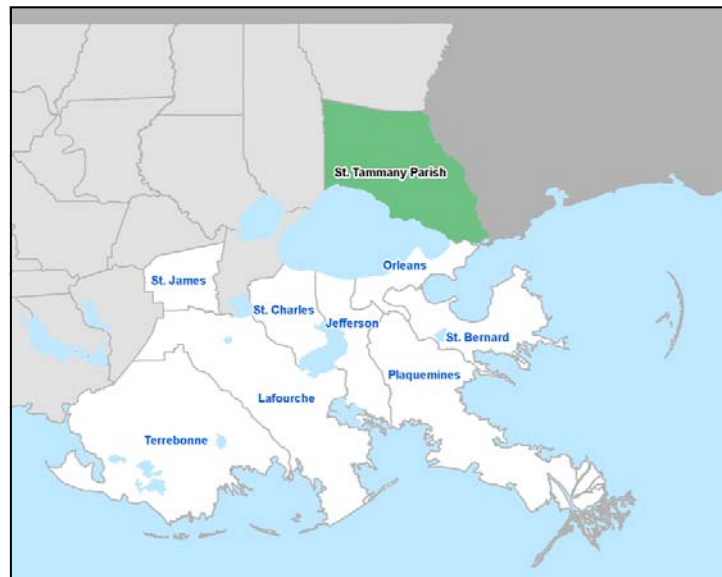 St. Tammany Parish
Orleans
St. James
St. Charles
Jefferson
St. Bernard
Plaquemines
Lafourche
Terrebonne